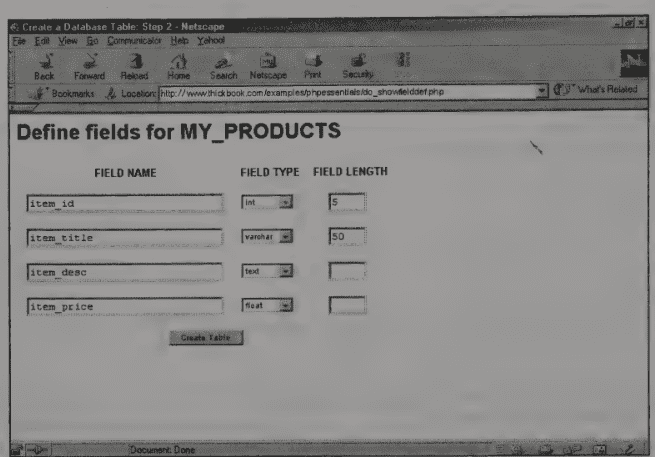 Create a Database Table: Step 2 - Netscape
File Edit View Go Communicator Help Yahoo!
Back Forward Reload Home Search Netscape Print Security Stop
Bookmarks Location: http://www.thickbook.com/examples/phpessentials/do_showfielddef.php What's Related
Define fields for MY_PRODUCTS
FIELD NAME FIELD TYPE FIELD LENGTH
item_id int 5
item_title varchar 50
item_desc text
item_price float
Create Table
Document: Done